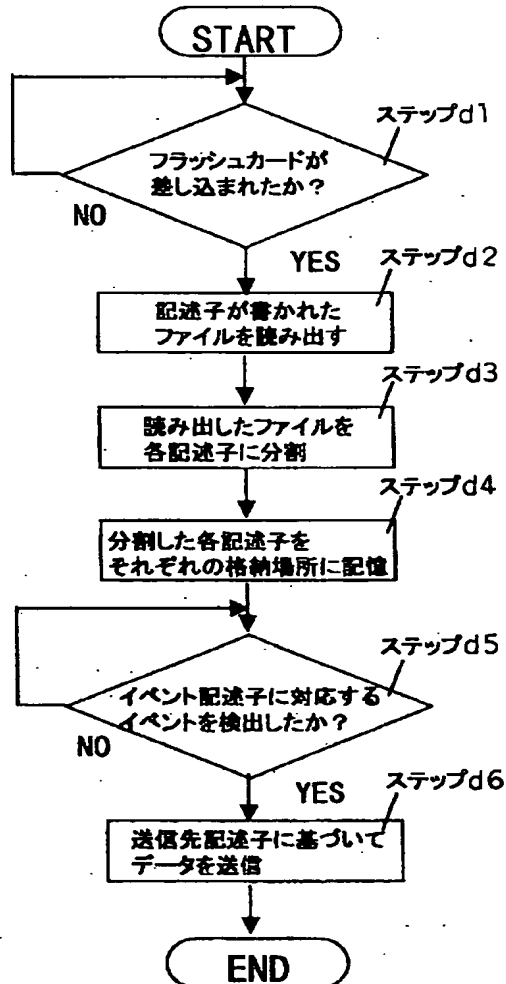 START
ステップd1
フラッシュカードが
差し込まれたか？
NO
YES
ステップd2
記述子が書かれた
ファイルを読み出す
ステップd3
読み出したファイルを
各記述子に分割
ステップd4
分割した各記述子を
それぞれの格納場所に記憶
ステップd5
イベント記述子に対応する
イベントを検出したか？
NO
YES
ステップd6
送信先記述子に基づいて
データを送信
END